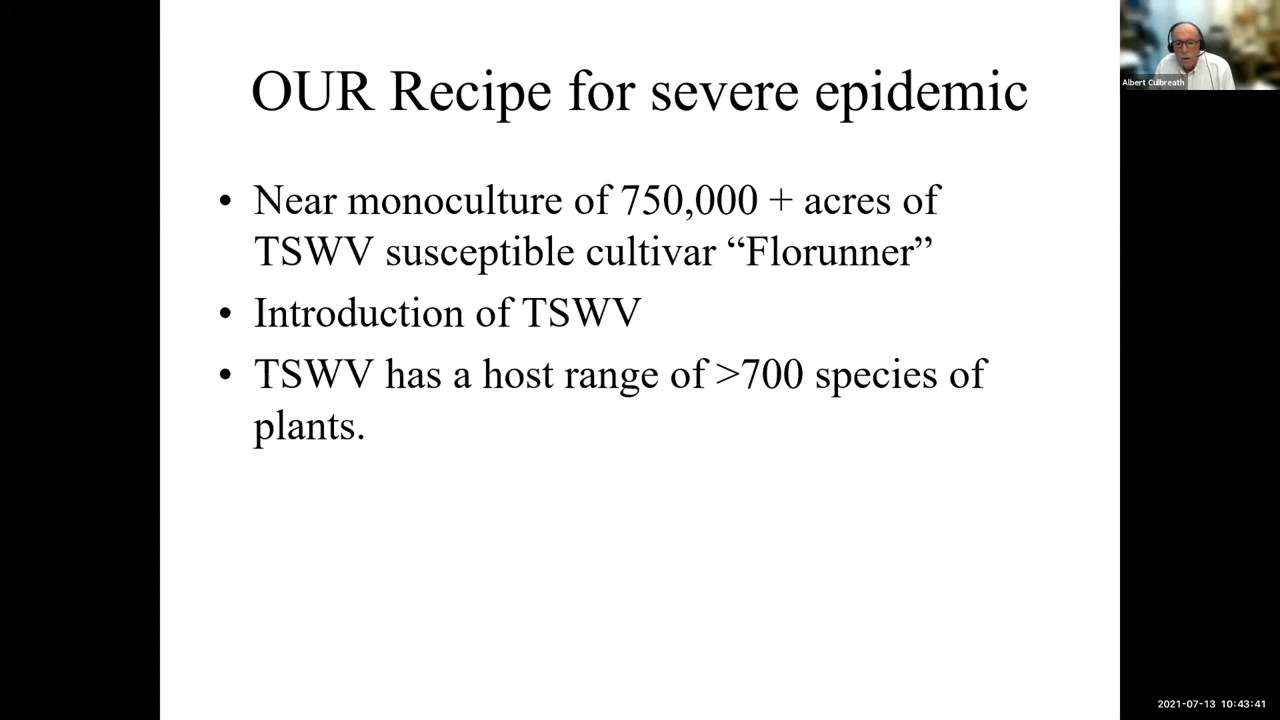 OUR Recipe for severe epidemic
• Near monoculture of 750,000 + acres of
TSWV susceptible cultivar “Florunner”
• Introduction of TSWV
• TSWV has a host range of >700 species of
plants.
Albert Culbreath
2021-07-13 10:43:41